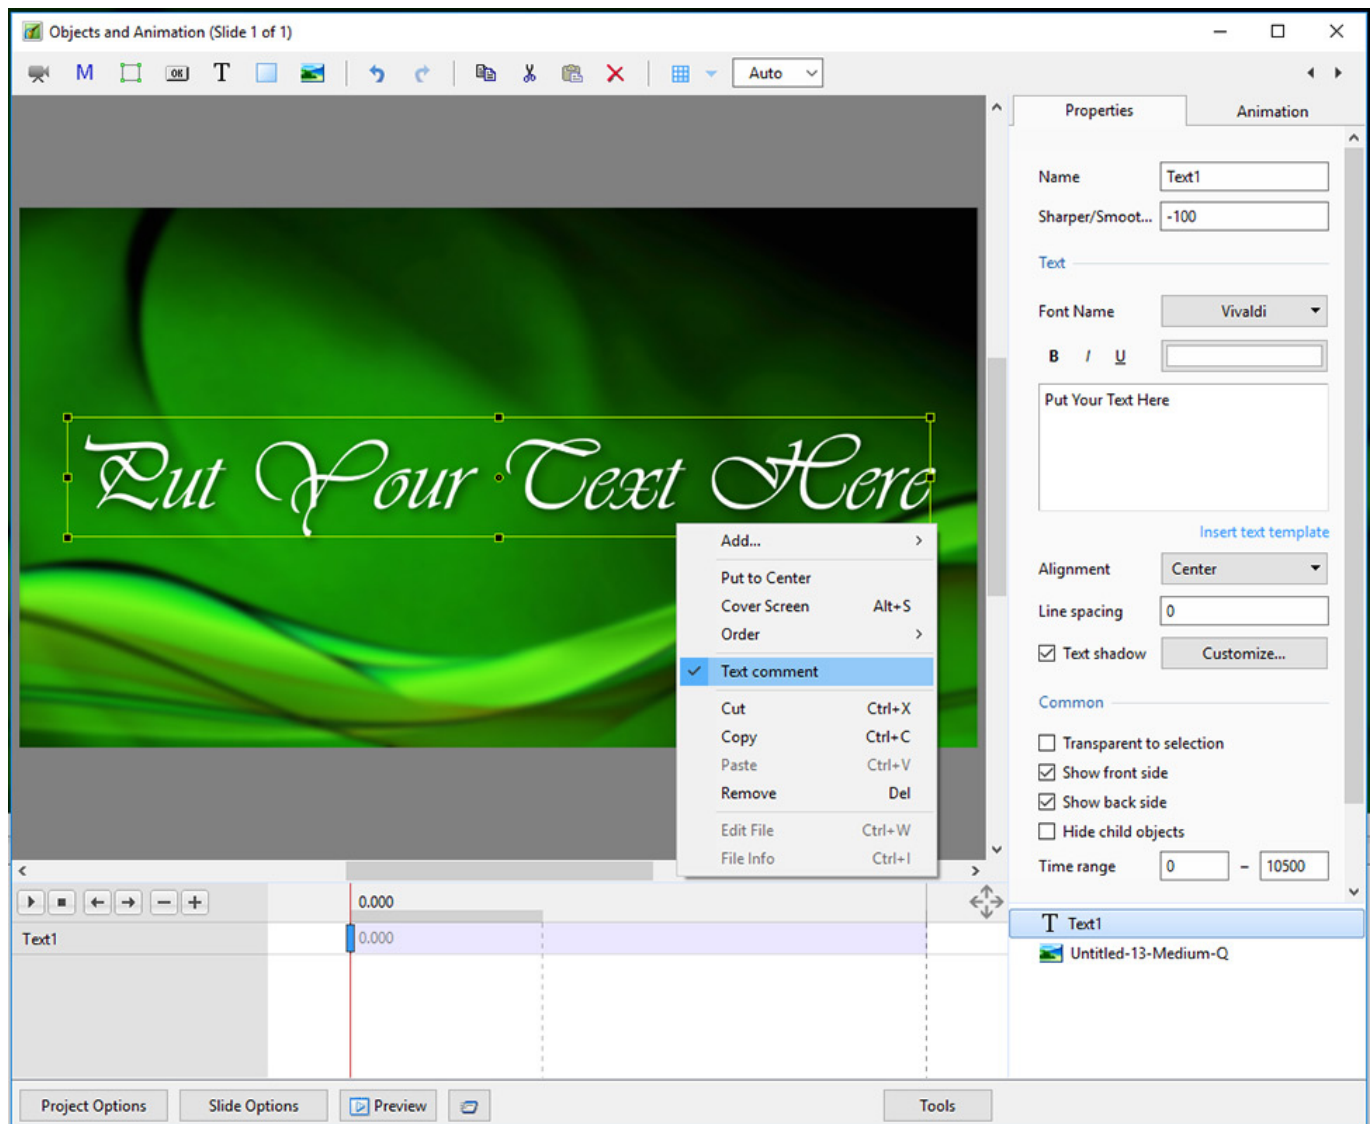 Objects and Animation (Slide 1 of 1)
M OK T Auto
Properties Animation
Name Text1
Sharper/Smoot... -100
Text
Font Name Vivaldi
B I U
Put Your Text Here
Insert text template
Alignment Center
Line spacing 0
Text shadow Customize...
Common
Transparent to selection
Show front side
Show back side
Hide child objects
Time range 0 – 10500
Put Your Text Here
Add...
Put to Center
Cover Screen Alt+S
Order
Text comment
Cut Ctrl+X
Copy Ctrl+C
Paste Ctrl+V
Remove Del
Edit File Ctrl+W
File Info Ctrl+I
0.000
Text1 0.000
T Text1
Untitled-13-Medium-Q
Project Options Slide Options Preview Tools